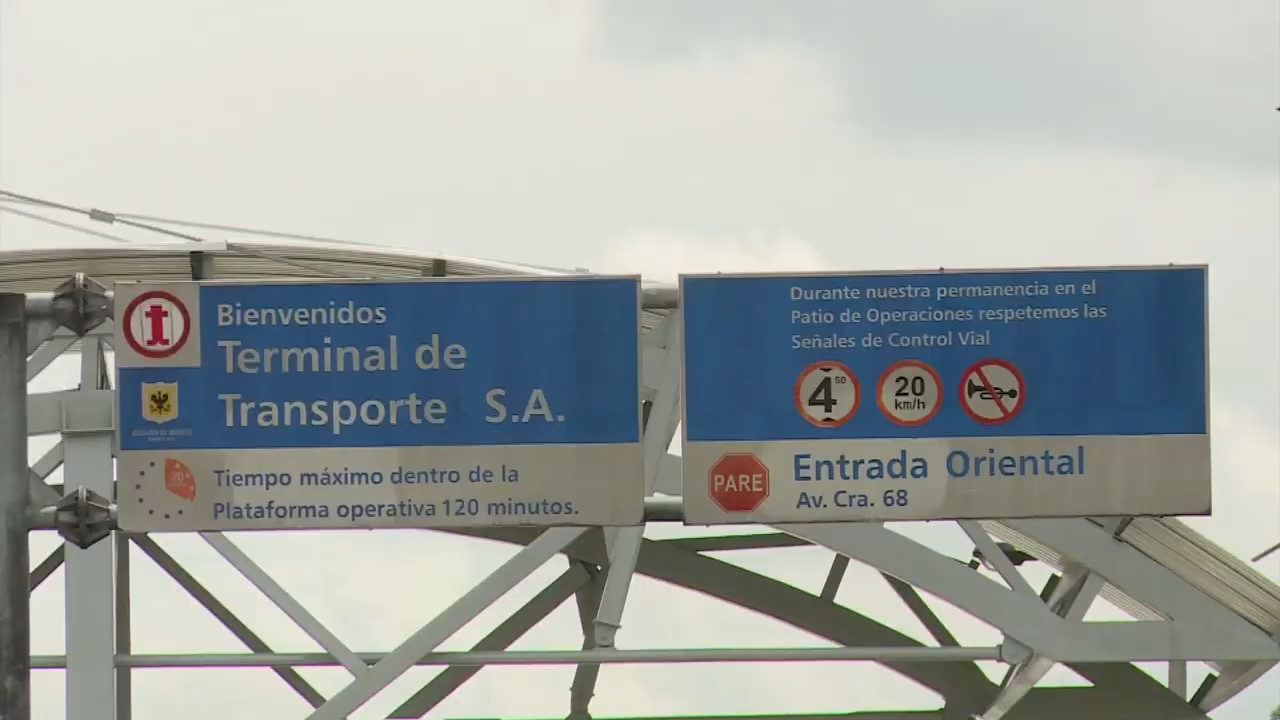 Bienvenidos
Terminal de
Transporte S.A.
Tiempo máximo dentro de la
Plataforma operativa 120 minutos.
Durante nuestra permanencia en el
Patio de Operaciones respetemos las
Señales de Control Vial
4 50
20
km/h
PARE
Entrada Oriental
Av. Cra. 68